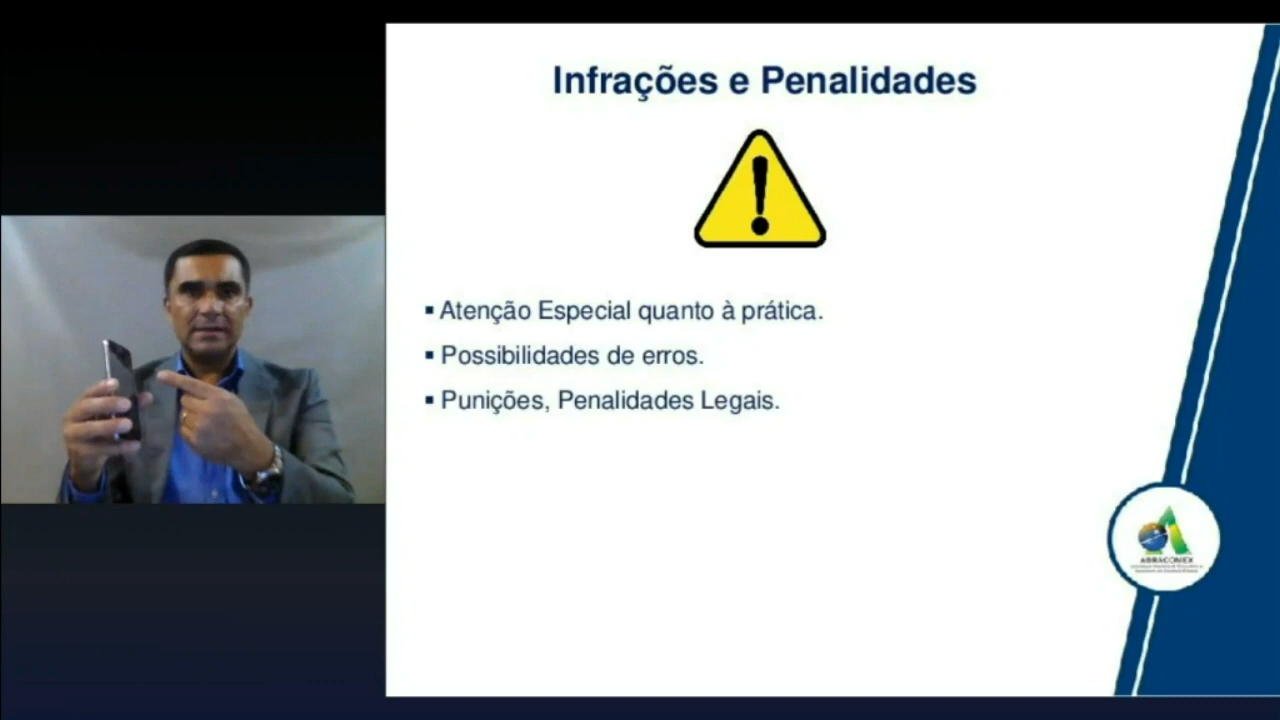 Infrações e Penalidades
▪ Atenção Especial quanto à prática.
▪ Possibilidades de erros.
▪ Punições, Penalidades Legais.
ABRACOMEX